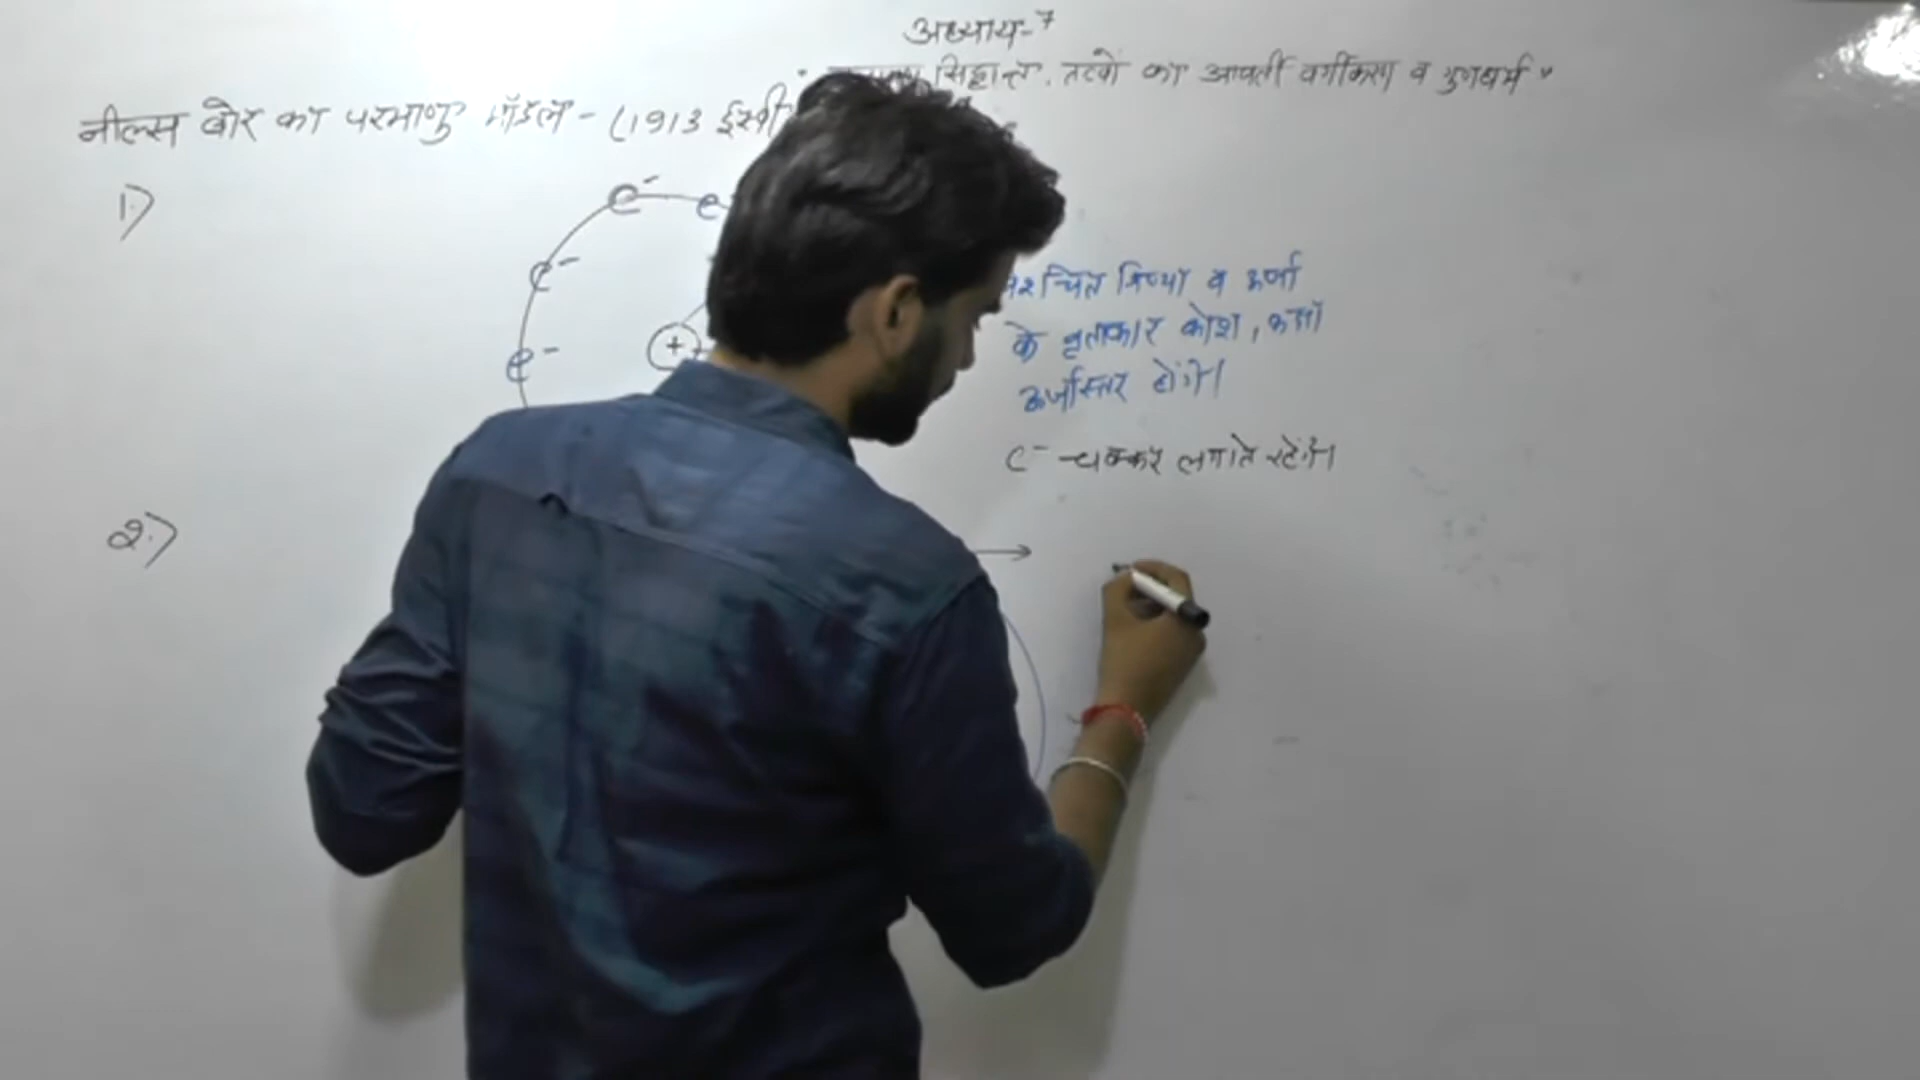 अध्याय-7
" सिद्धान्त, तत्वों का आवर्ती वर्गीकरण व गुणधर्म "
नील्स बोर का परमाणु मॉडल - (1913 ईस्वी
1.)
e- e
e-
e-
+
निश्चित त्रिज्या व ऊर्जा
के वृताकार कोश, कक्षा
ऊर्जास्तर होंगे।
e- चक्कर लगाते रहेंगे।
2.)